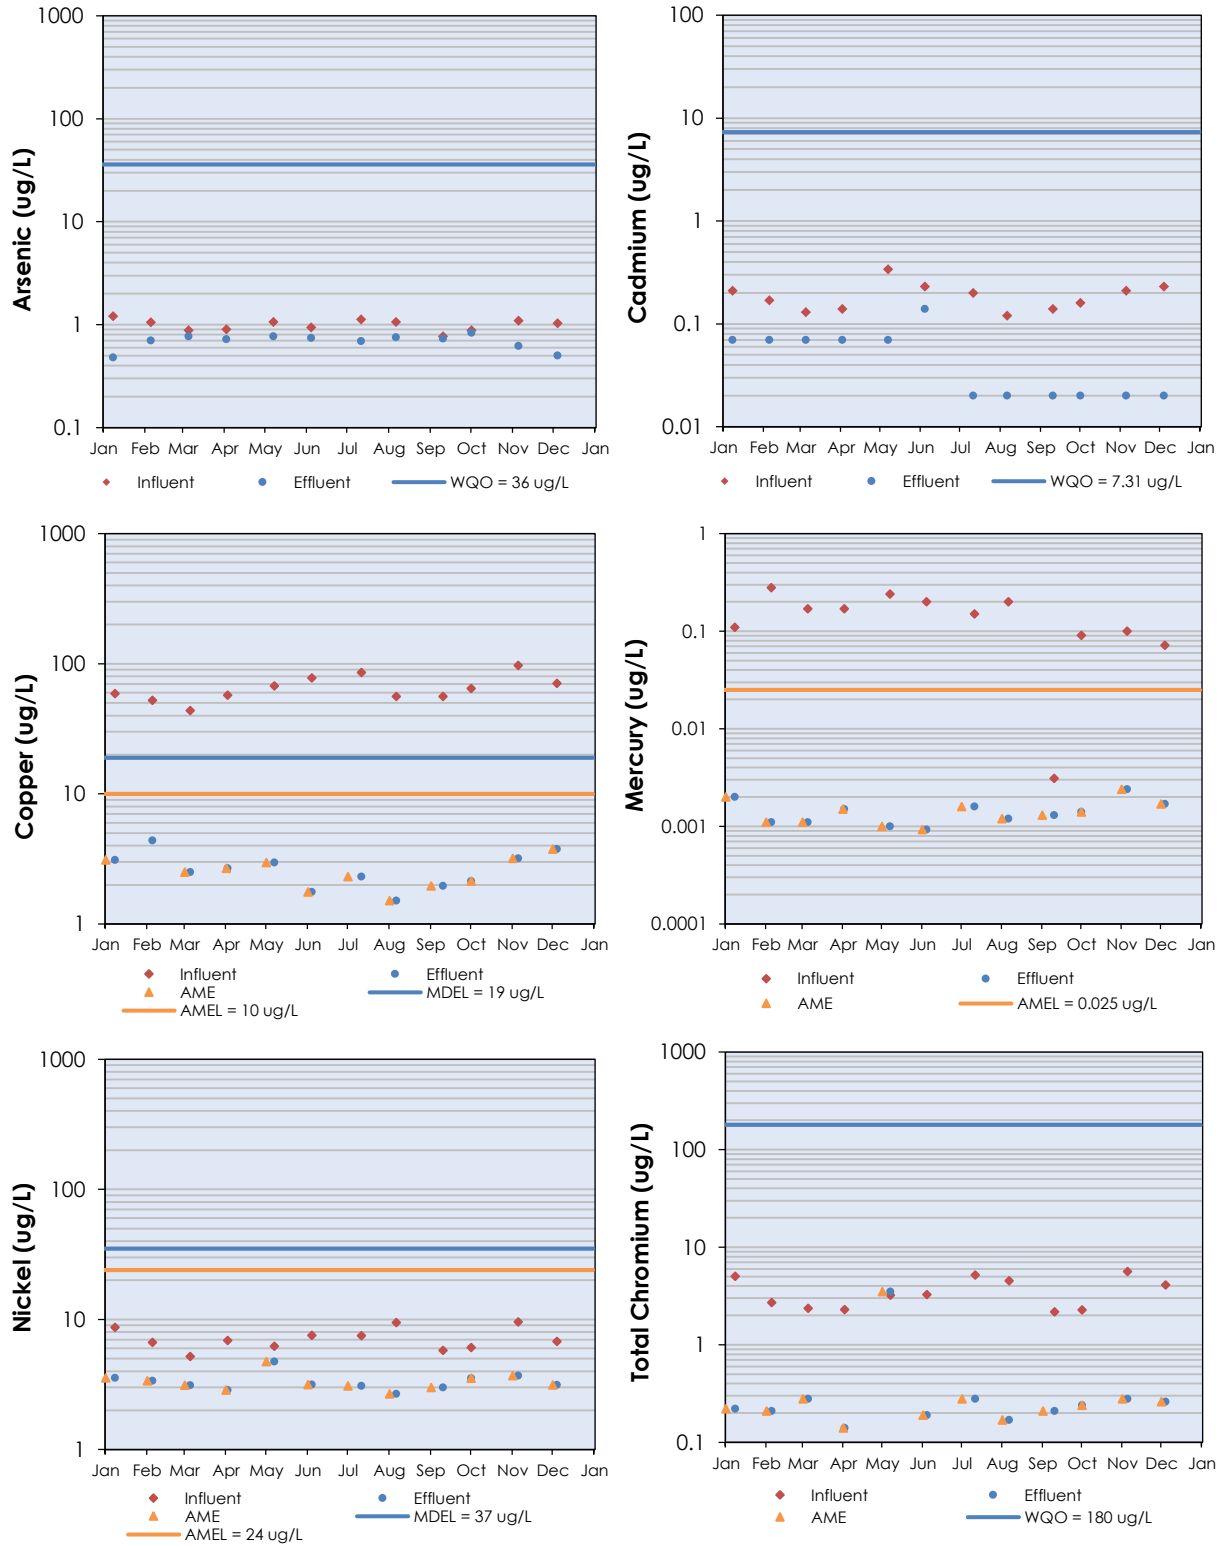 Arsenic (ug/L)
1000
100
10
1
0.1
Jan Feb Mar Apr May Jun Jul Aug Sep Oct Nov Dec Jan
Influent Effluent WQO = 36 ug/L
Cadmium (ug/L)
100
10
1
0.1
0.01
Jan Feb Mar Apr May Jun Jul Aug Sep Oct Nov Dec Jan
Influent Effluent WQO = 7.31 ug/L
Copper (ug/L)
1000
100
10
1
Jan Feb Mar Apr May Jun Jul Aug Sep Oct Nov Dec Jan
Influent Effluent
AME MDEL = 19 ug/L
AMEL = 10 ug/L
Mercury (ug/L)
1
0.1
0.01
0.001
0.0001
Jan Feb Mar Apr May Jun Jul Aug Sep Oct Nov Dec Jan
Influent Effluent
AME AMEL = 0.025 ug/L
Nickel (ug/L)
1000
100
10
1
Jan Feb Mar Apr May Jun Jul Aug Sep Oct Nov Dec Jan
Influent Effluent
AME MDEL = 37 ug/L
AMEL = 24 ug/L
Total Chromium (ug/L)
1000
100
10
1
0.1
Jan Feb Mar Apr May Jun Jul Aug Sep Oct Nov Dec Jan
Influent Effluent
AME WQO = 180 ug/L